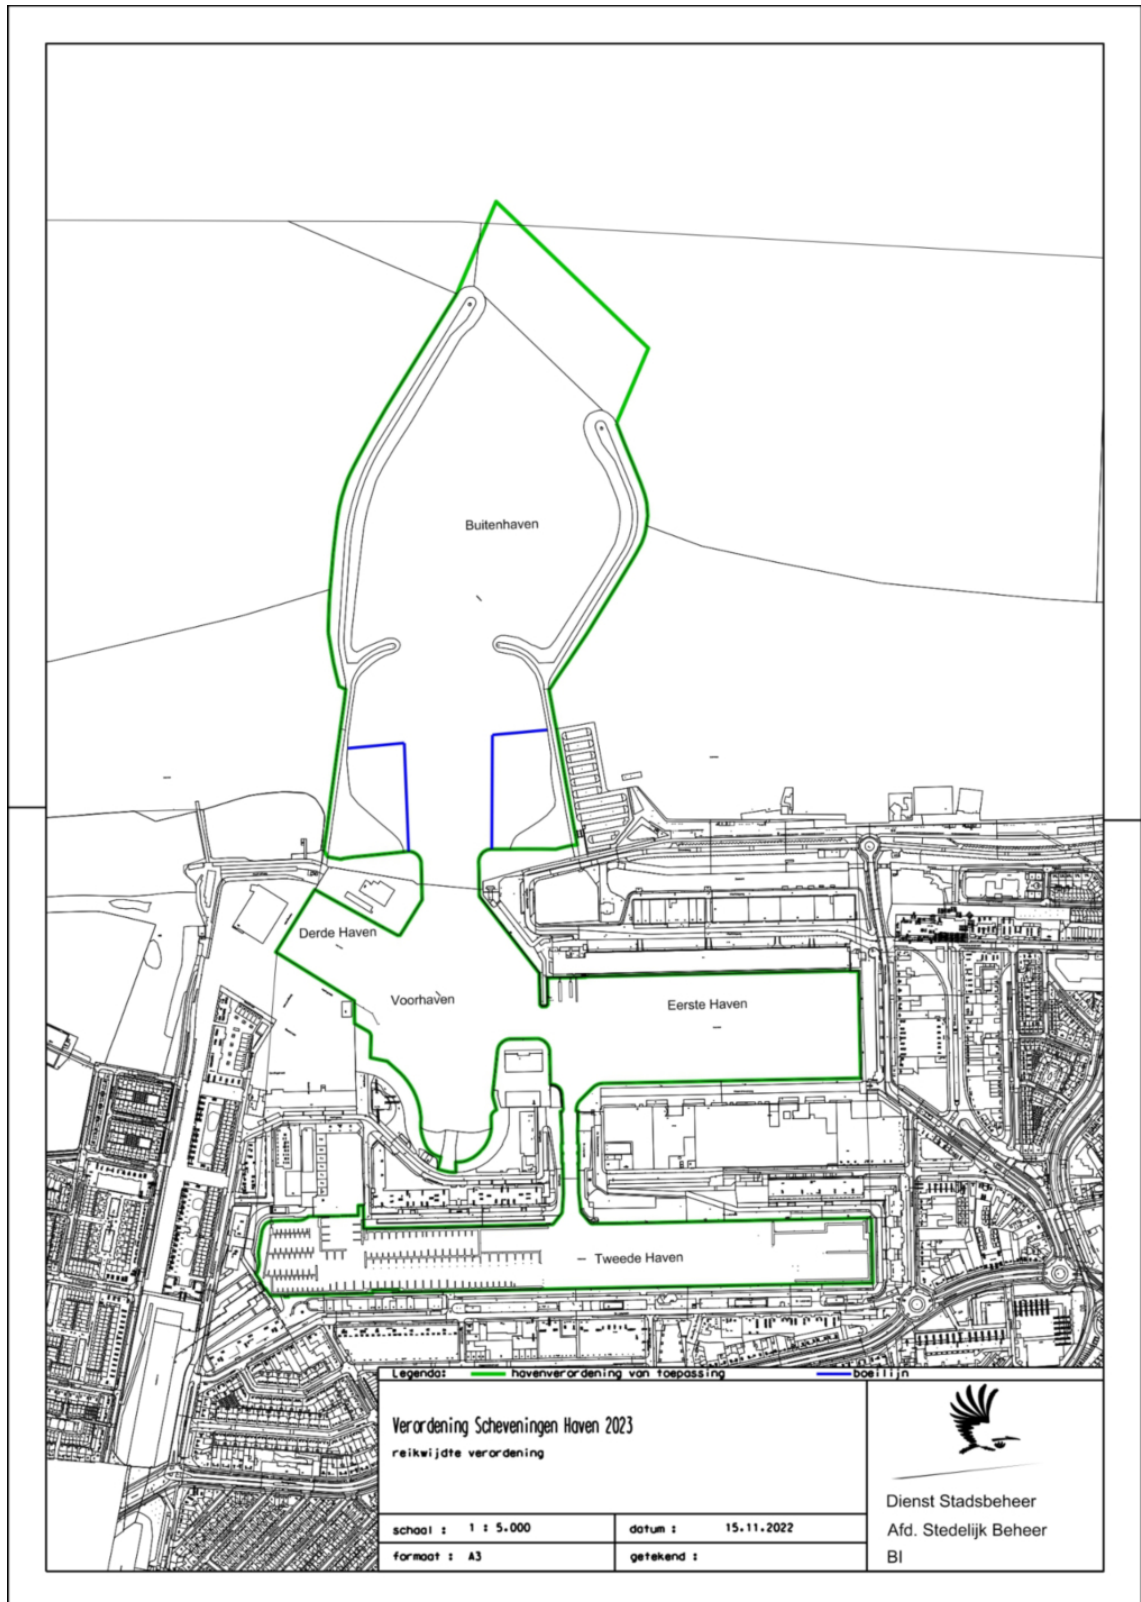 Buitenhaven
Derde Haven
Voorhaven
Eerste Haven
Tweede Haven
Legenda: havenverordening van toepassing boeilijn
Verordening Scheveningen Haven 2023
reikwijdte verordening
schaal : 1 : 5.000
datum : 15.11.2022
formaat : A3
getekend :
Dienst Stadsbeheer
Afd. Stedelijk Beheer
BI